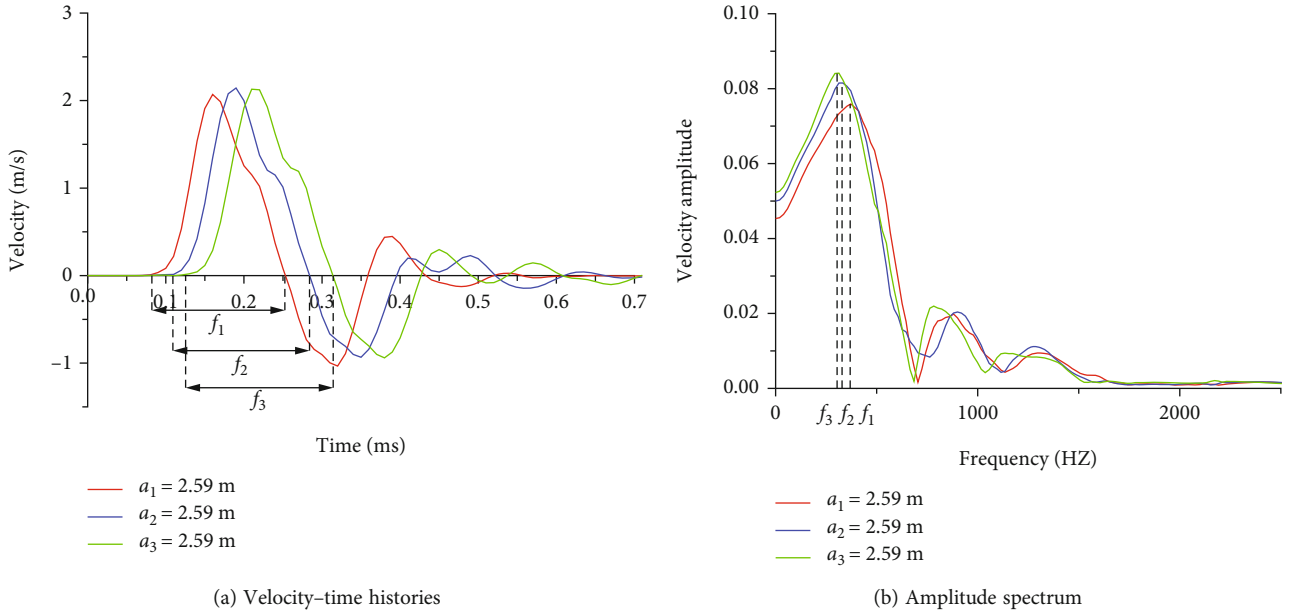 3
2
1
0
−1
Velocity (m/s)
0.0 0.1 0.2 0.3 0.4 0.5 0.6 0.7
f1
f2
f3
Time (ms)
a1 = 2.59 m
a2 = 2.59 m
a3 = 2.59 m
(a) Velocity–time histories
0.10
0.08
0.06
0.04
0.02
0.00
Velocity amplitude
0 1000 2000
f3 f2 f1
Frequency (HZ)
a1 = 2.59 m
a2 = 2.59 m
a3 = 2.59 m
(b) Amplitude spectrum